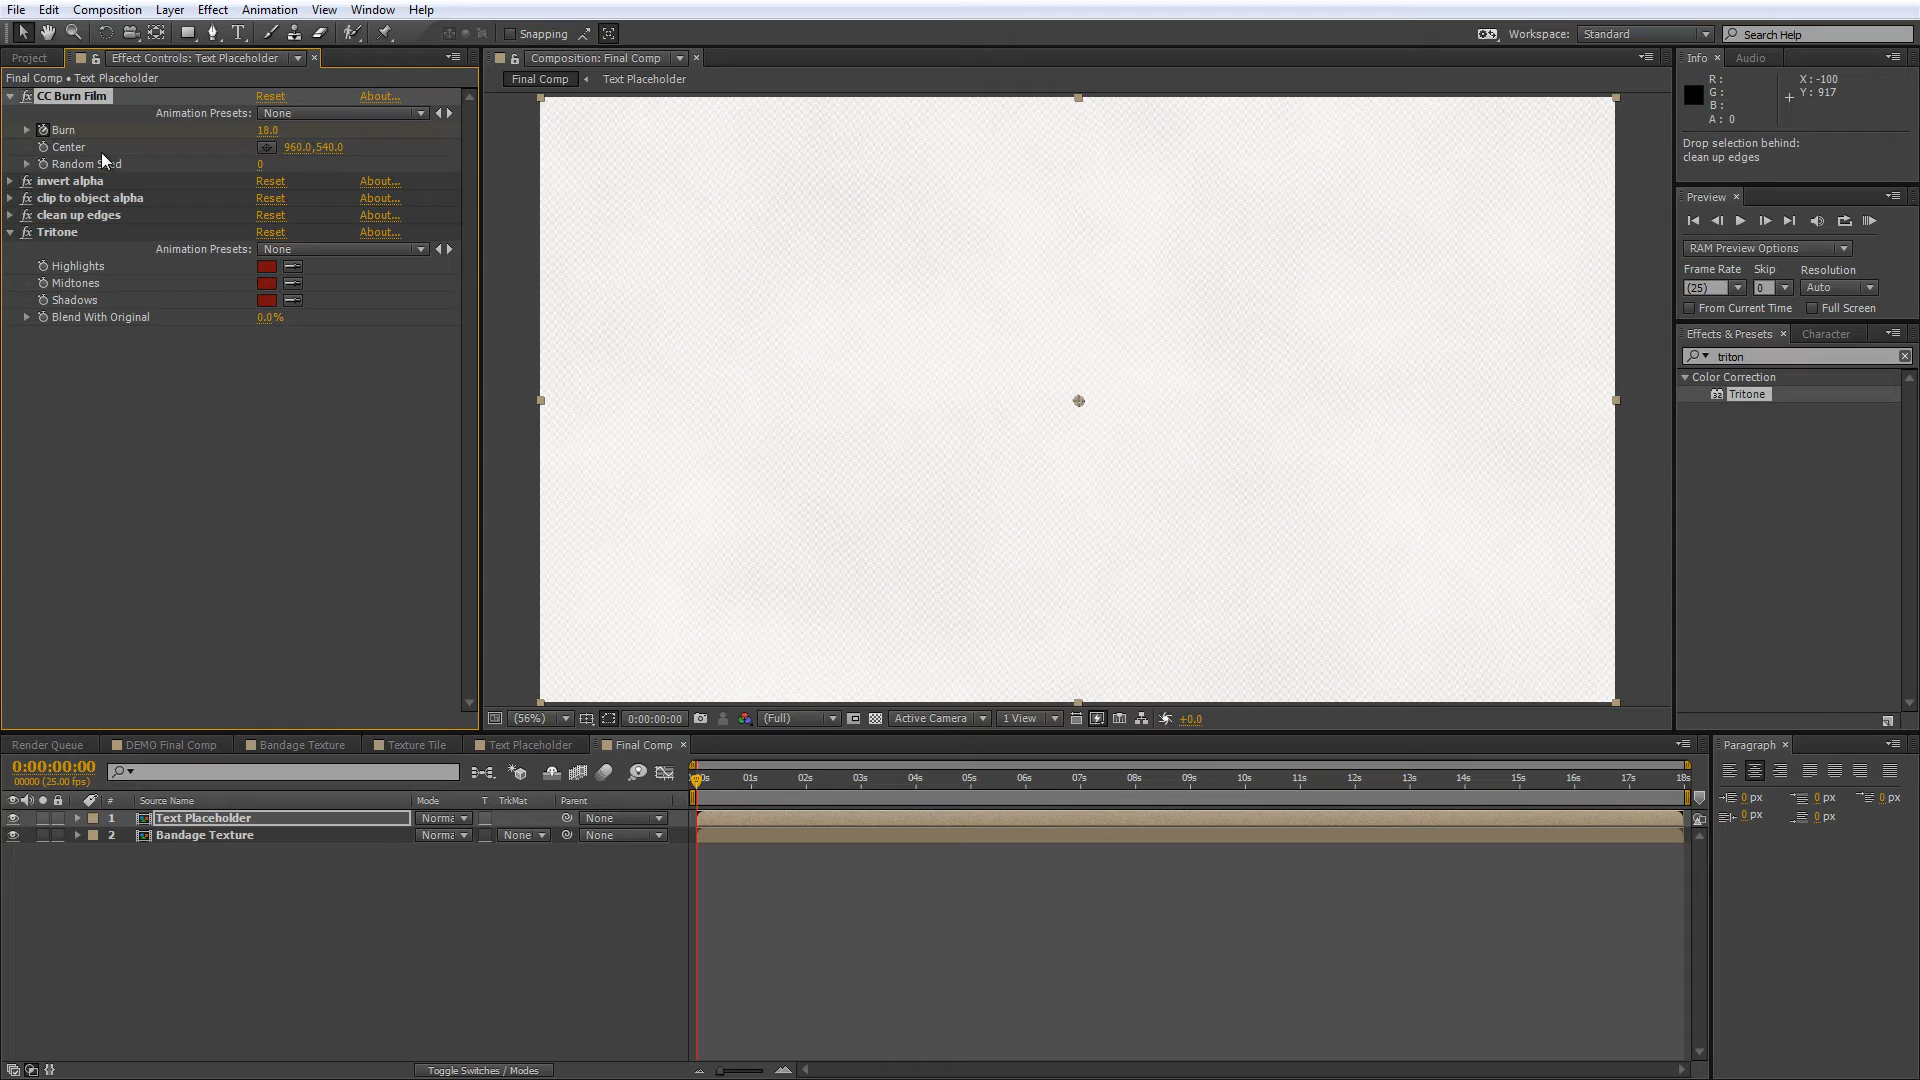 File Edit Composition Layer Effect Animation View Window Help
Snapping Workspace: Standard Search Help
Project Effect Controls: Text Placeholder
Composition: Final Comp
Info Audio
Final Comp • Text Placeholder
Final Comp Text Placeholder
R: X: -100
G: Y: 917
B:
A: 0
fx CC Burn Film Reset About...
Animation Presets: None
Burn 18.0
Center 960.0,540.0
Random S ed 0
fx invert alpha Reset About...
fx clip to object alpha Reset About...
fx clean up edges Reset About...
fx Tritone Reset About...
Animation Presets: None
Highlights
Midtones
Shadows
Blend With Original 0.0%
Drop selection behind:
clean up edges
Preview
RAM Preview Options
Frame Rate Skip Resolution
(25) 0 Auto
From Current Time Full Screen
Effects & Presets Character
triton
Color Correction
32 Tritone
(56%) 0:00:00:00 (Full) Active Camera 1 View +0.0
Render Queue DEMO Final Comp Bandage Texture Texture Tile Text Placeholder Final Comp
0:00:00:00
00000 (25.00 fps)
01s 02s 03s 04s 05s 06s 07s 08s 09s 10s 11s 12s 13s 14s 15s 16s 17s 18s
# Source Name Mode T TrkMat Parent
1 Text Placeholder Norma None
2 Bandage Texture Norma None None
Toggle Switches / Modes
Paragraph
0 px 0 px 0 px
0 px 0 px